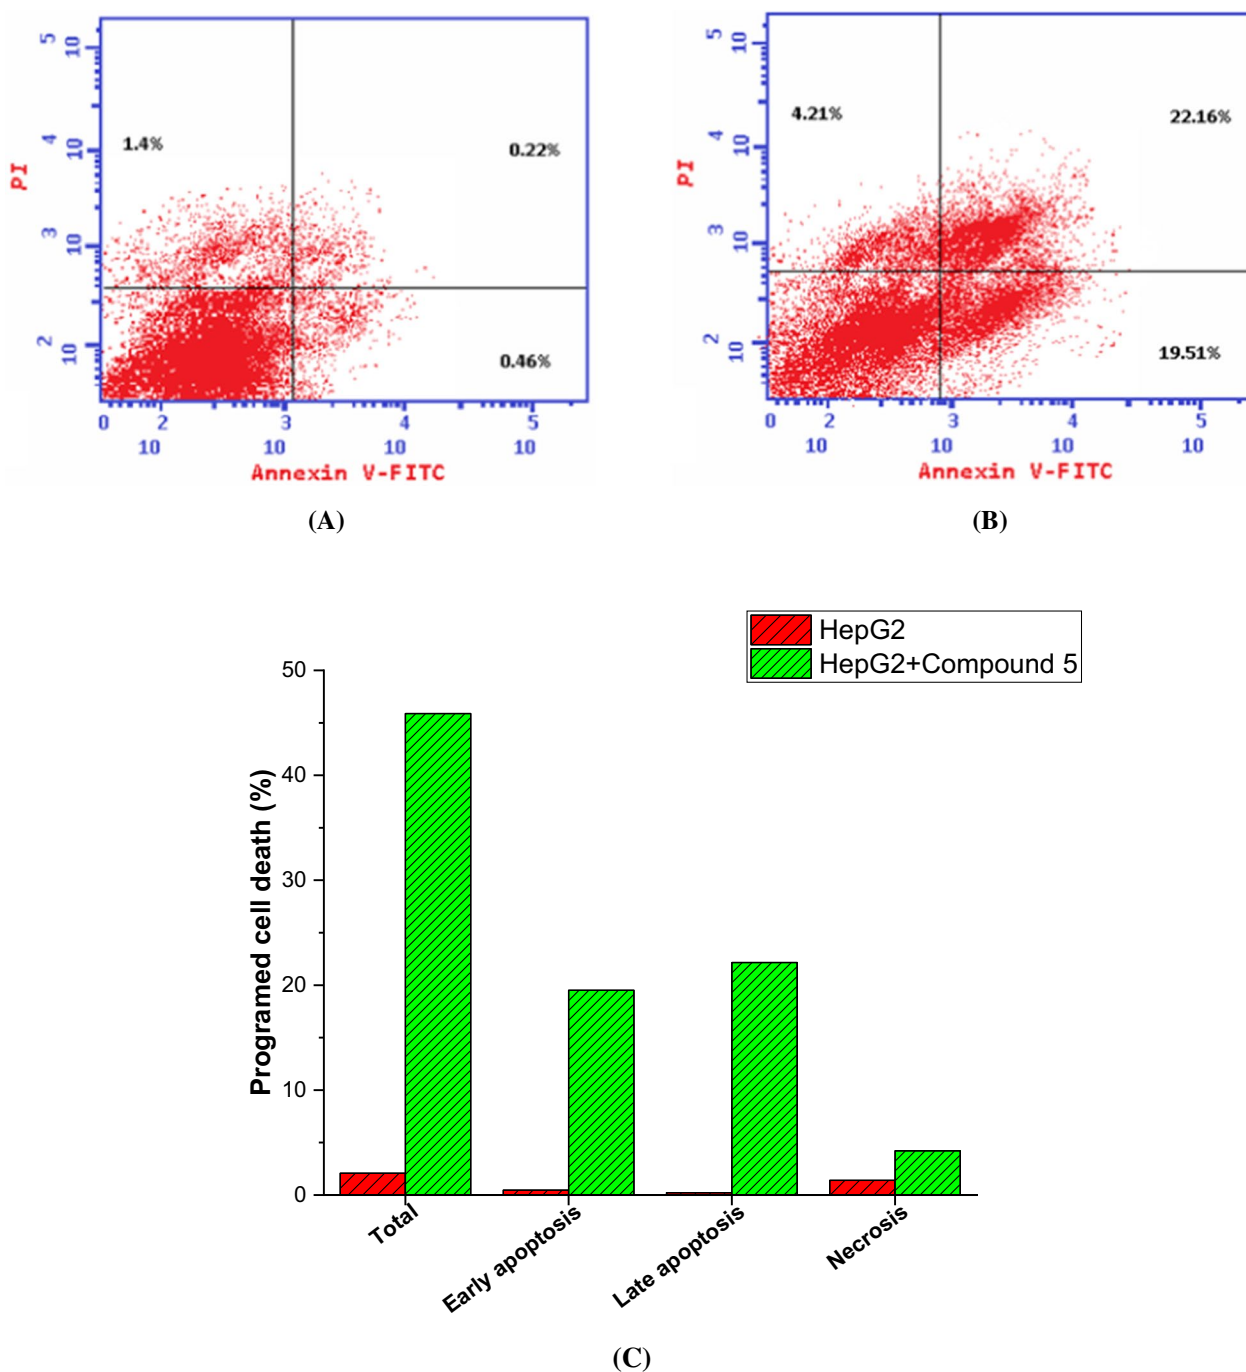 5
10
4
10
3
10
2
10
PI
1.4%
0.22%
0.46%
0 2 3 4 5
10 10 10 10
Annexin V-FITC
(A)
5
10
4
10
3
10
2
10
PI
4.21%
22.16%
19.51%
0 2 3 4 5
10 10 10 10
Annexin V-FITC
(B)
HepG2
HepG2+Compound 5
Programed cell death (%)
50
40
30
20
10
0
Total
Early apoptosis
Late apoptosis
Necrosis
(C)